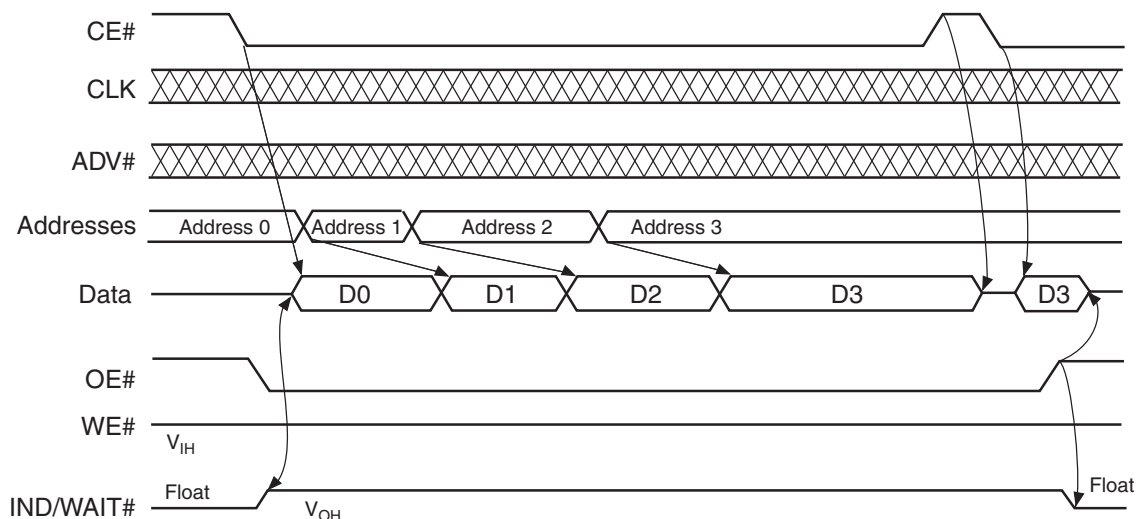 CE#
CLK
ADV#
Addresses Address 0 Address 1 Address 2 Address 3
Data D0 D1 D2 D3 D3
OE#
WE#
VIH
Float Float
IND/WAIT# VOH